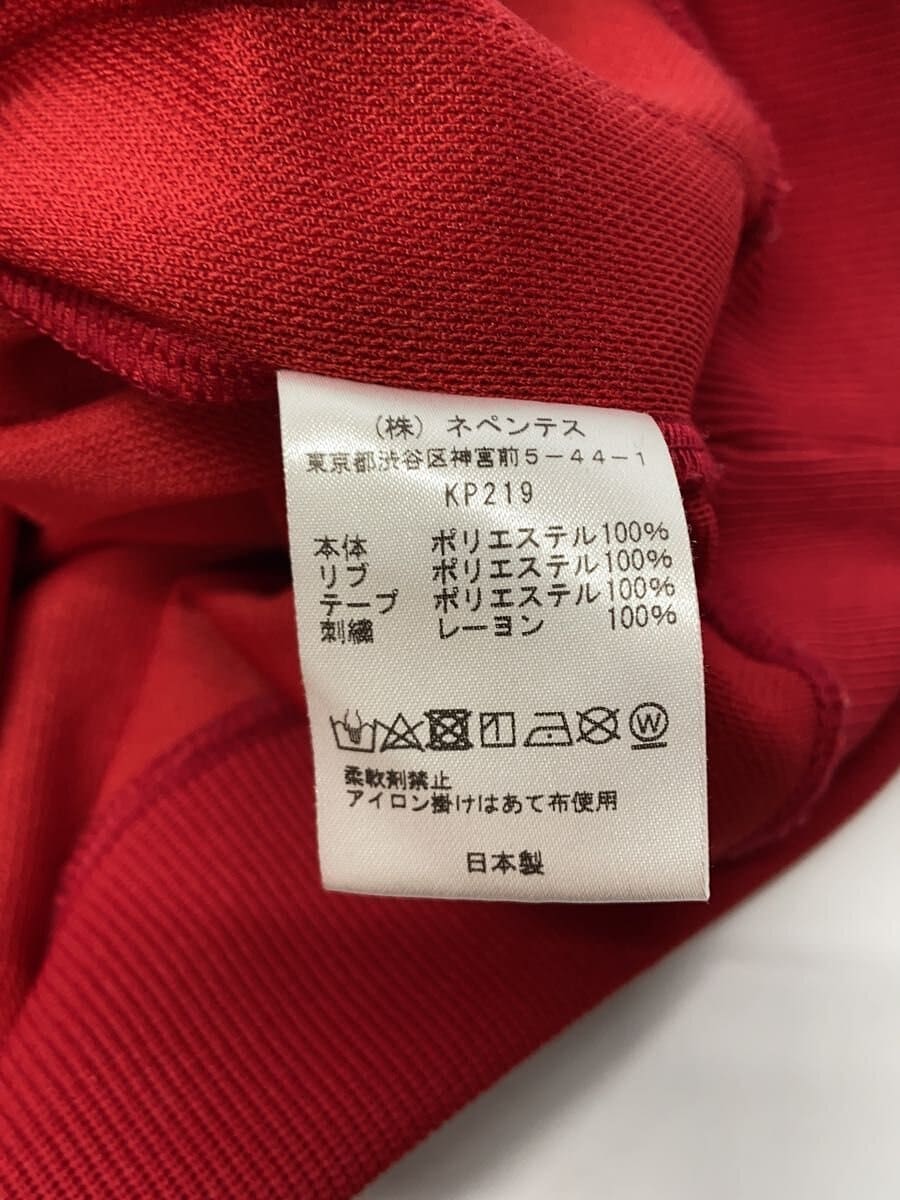 （株）ネペンテス
東京都渋谷区神宮前5－44－1
KP219
本体 ポリエステル100%
リブ ポリエステル100%
テープ ポリエステル100%
刺繍 レーヨン 100%
W
柔軟剤禁止
アイロン掛けはあて布使用
日本製